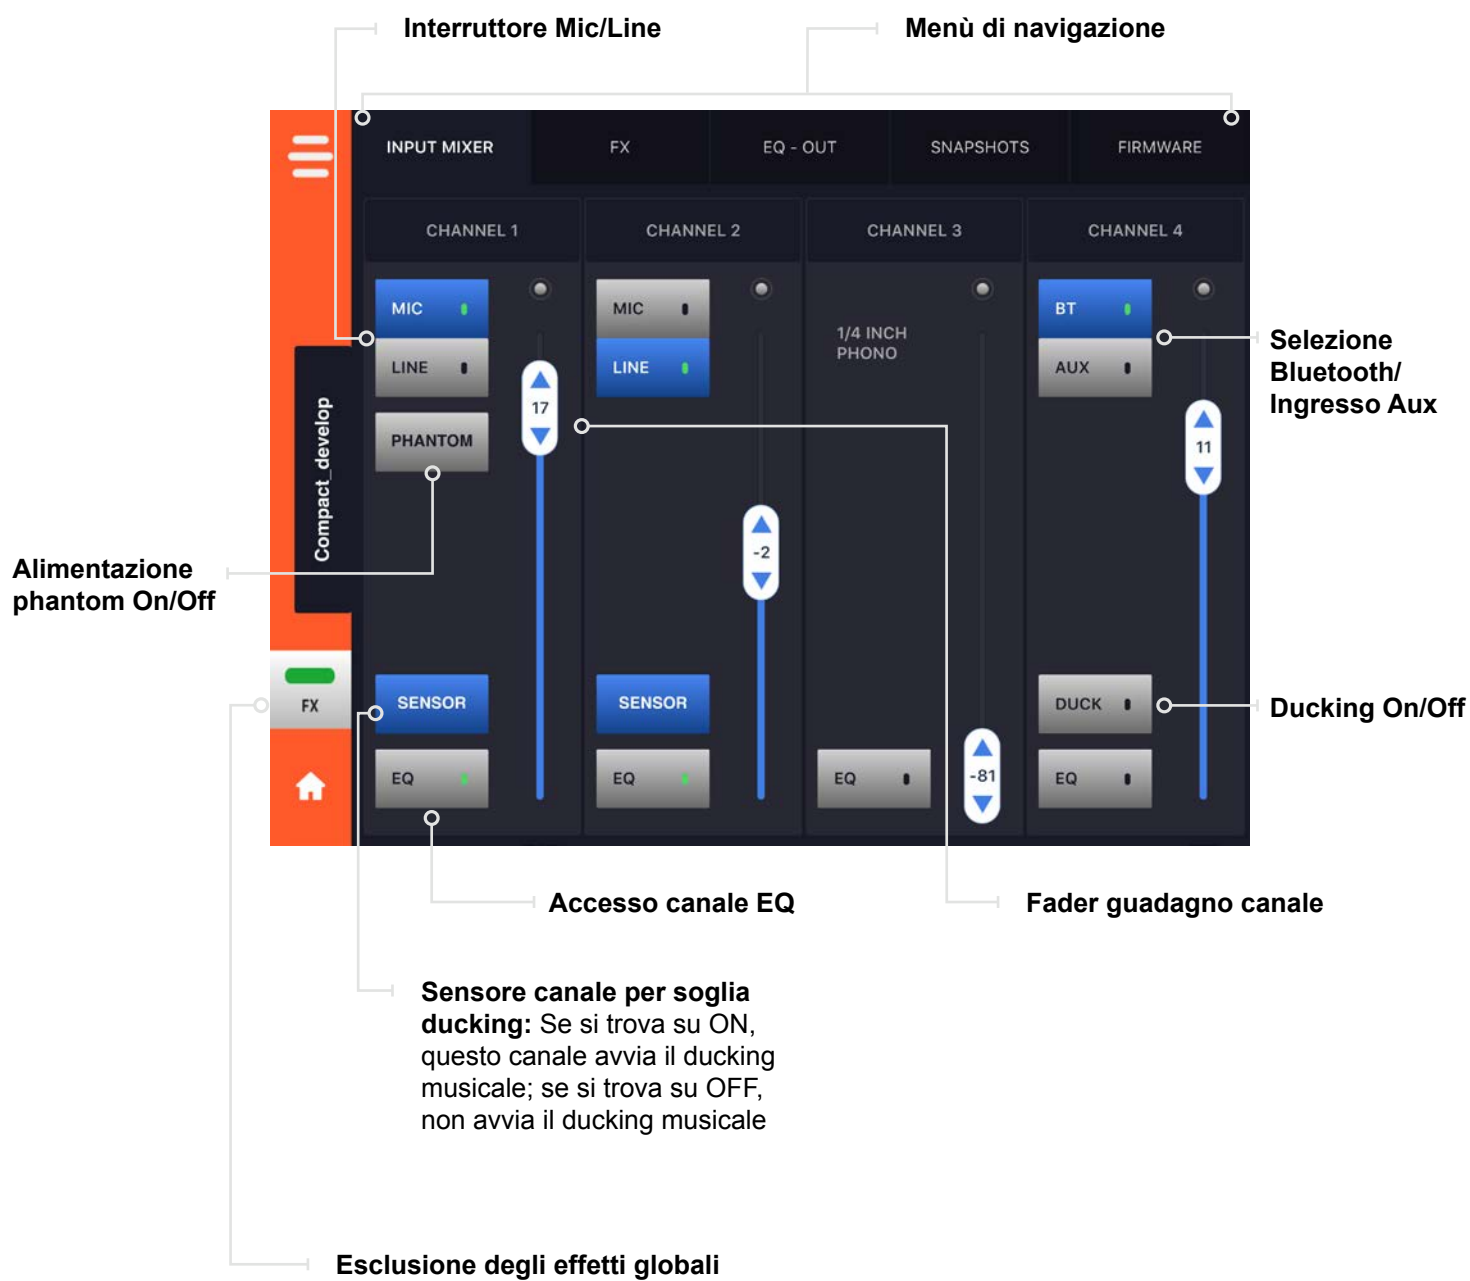 Interruttore Mic/Line
Menù di navigazione
INPUT MIXER
FX
EQ - OUT
SNAPSHOTS
FIRMWARE
CHANNEL 1
CHANNEL 2
CHANNEL 3
CHANNEL 4
MIC
LINE
PHANTOM
17
SENSOR
EQ
MIC
LINE
-2
SENSOR
EQ
1/4 INCH
PHONO
-81
EQ
BT
AUX
11
DUCK
EQ
Compact_develop
FX
Selezione
Bluetooth/
Ingresso Aux
Alimentazione
phantom On/Off
Ducking On/Off
Accesso canale EQ
Fader guadagno canale
Sensore canale per soglia
ducking: Se si trova su ON,
questo canale avvia il ducking
musicale; se si trova su OFF,
non avvia il ducking musicale
Esclusione degli effetti globali